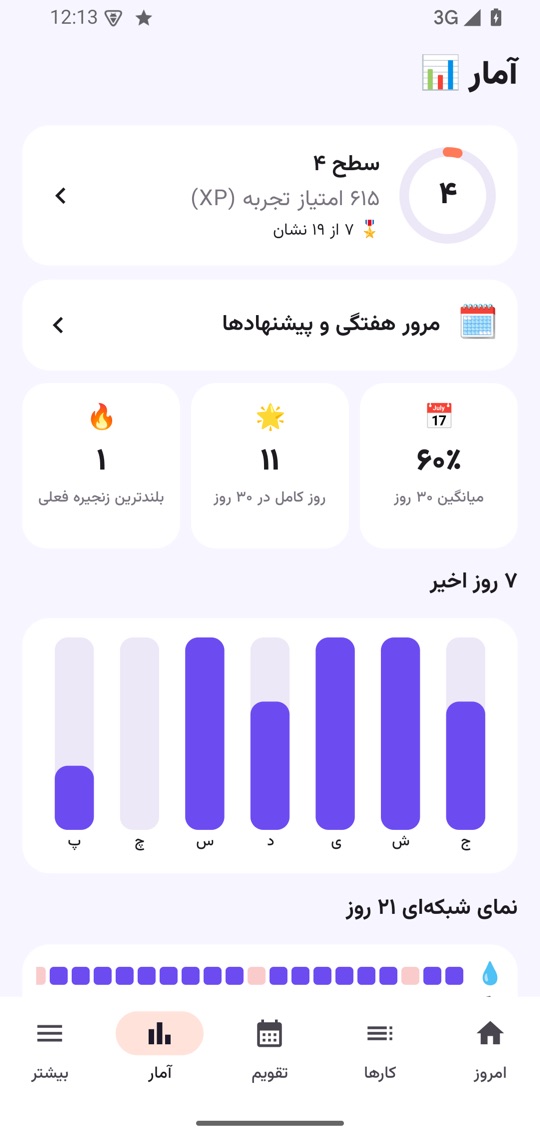 12:13
3G
آمار
۴
سطح ۴
۶۱۵ امتیاز تجربه (XP)
۷ از ۱۹ نشان
مرور هفتگی و پیشنهادها
July
17
۶۰٪
میانگین ۳۰ روز
۱۱
روز کامل در ۳۰ روز
۱
بلندترین زنجیره فعلی
۷ روز اخیر
ج
ش
ی
د
س
چ
پ
نمای شبکه‌ای ۲۱ روز
امروز
کارها
تقویم
آمار
بیشتر